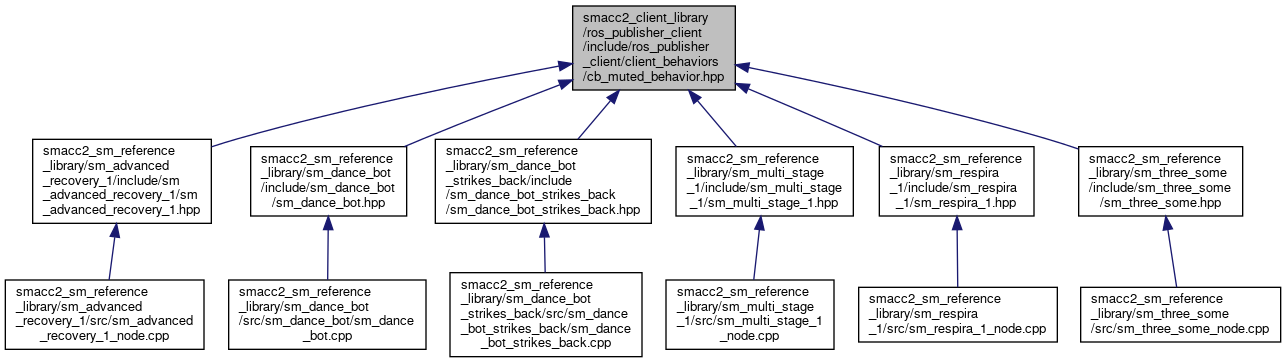 smacc2_client_library
/ros_publisher_client
/include/ros_publisher
_client/client_behaviors
/cb_muted_behavior.hpp
smacc2_sm_reference
_library/sm_advanced
_recovery_1/include/sm
_advanced_recovery_1/sm
_advanced_recovery_1.hpp
smacc2_sm_reference
_library/sm_dance_bot
/include/sm_dance_bot
/sm_dance_bot.hpp
smacc2_sm_reference
_library/sm_dance_bot
_strikes_back/include
/sm_dance_bot_strikes_back
/sm_dance_bot_strikes_back.hpp
smacc2_sm_reference
_library/sm_multi_stage
_1/include/sm_multi_stage
_1/sm_multi_stage_1.hpp
smacc2_sm_reference
_library/sm_respira
_1/include/sm_respira
_1/sm_respira_1.hpp
smacc2_sm_reference
_library/sm_three_some
/include/sm_three_some
/sm_three_some.hpp
smacc2_sm_reference
_library/sm_advanced
_recovery_1/src/sm_advanced
_recovery_1_node.cpp
smacc2_sm_reference
_library/sm_dance_bot
/src/sm_dance_bot/sm_dance
_bot.cpp
smacc2_sm_reference
_library/sm_dance_bot
_strikes_back/src/sm_dance
_bot_strikes_back/sm_dance
_bot_strikes_back.cpp
smacc2_sm_reference
_library/sm_multi_stage
_1/src/sm_multi_stage_1
_node.cpp
smacc2_sm_reference
_library/sm_respira
_1/src/sm_respira_1_node.cpp
smacc2_sm_reference
_library/sm_three_some
/src/sm_three_some_node.cpp